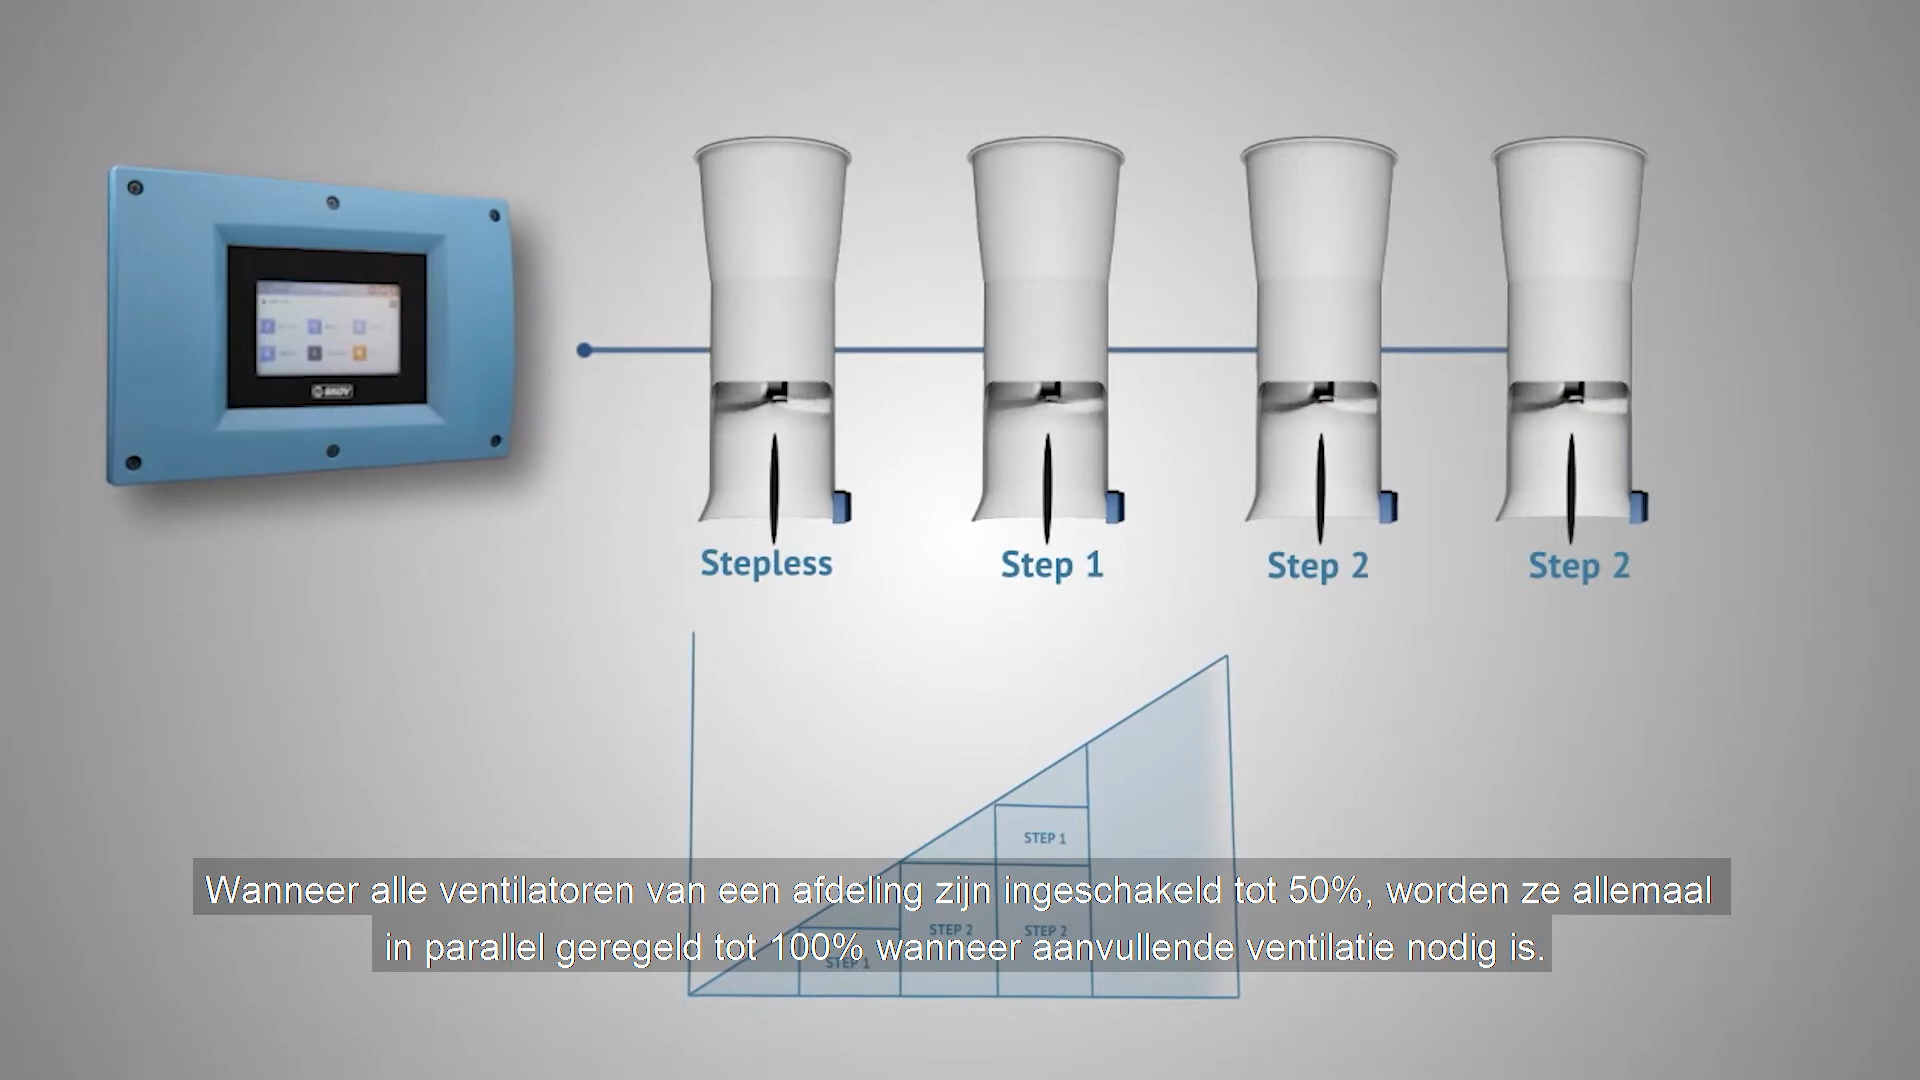 SKOV
Stepless
Step 1
Step 2
Step 2
STEP 1
STEP 2
STEP 2
STEP 1
Wanneer alle ventilatoren van een afdeling zijn ingeschakeld tot 50%, worden ze allemaal
in parallel geregeld tot 100% wanneer aanvullende ventilatie nodig is.